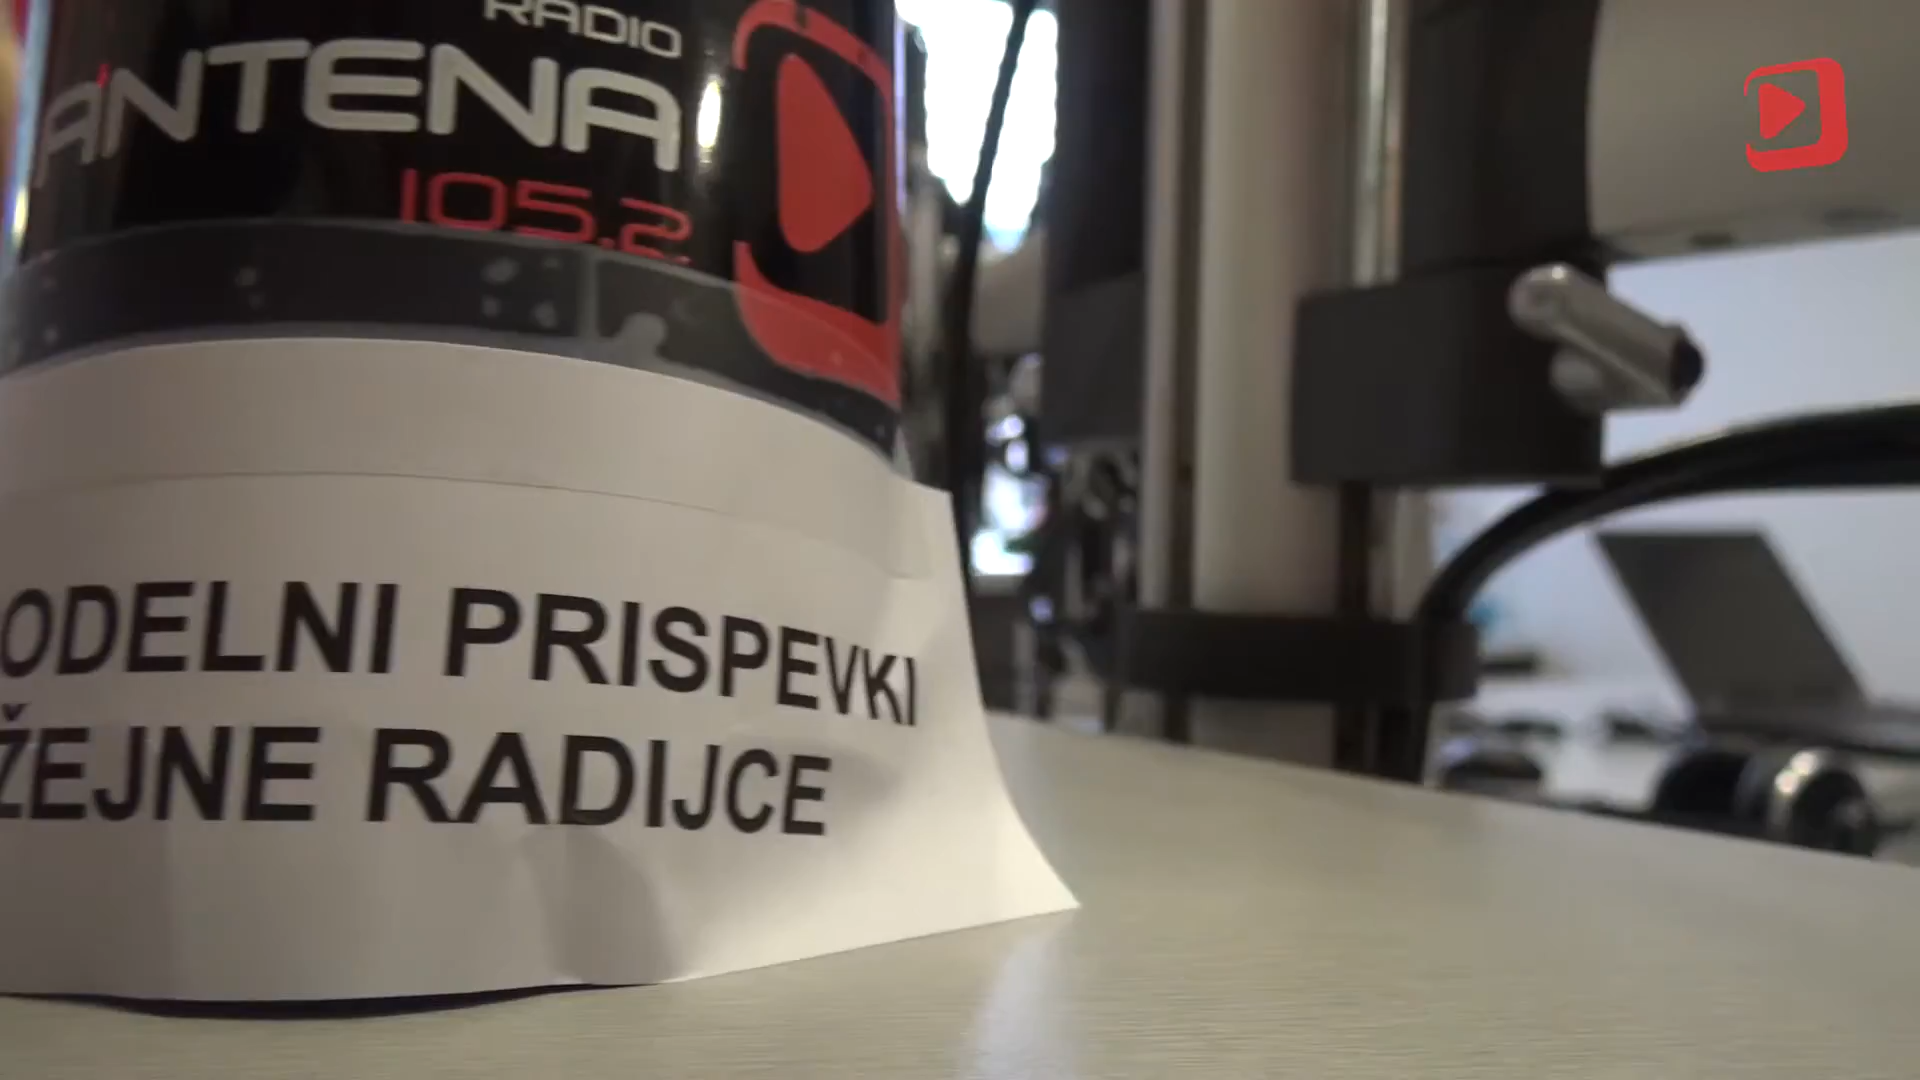 RADIO
ANTENA
105.2
ODELNI PRISPEVKI
ŽEJNE RADIJCE